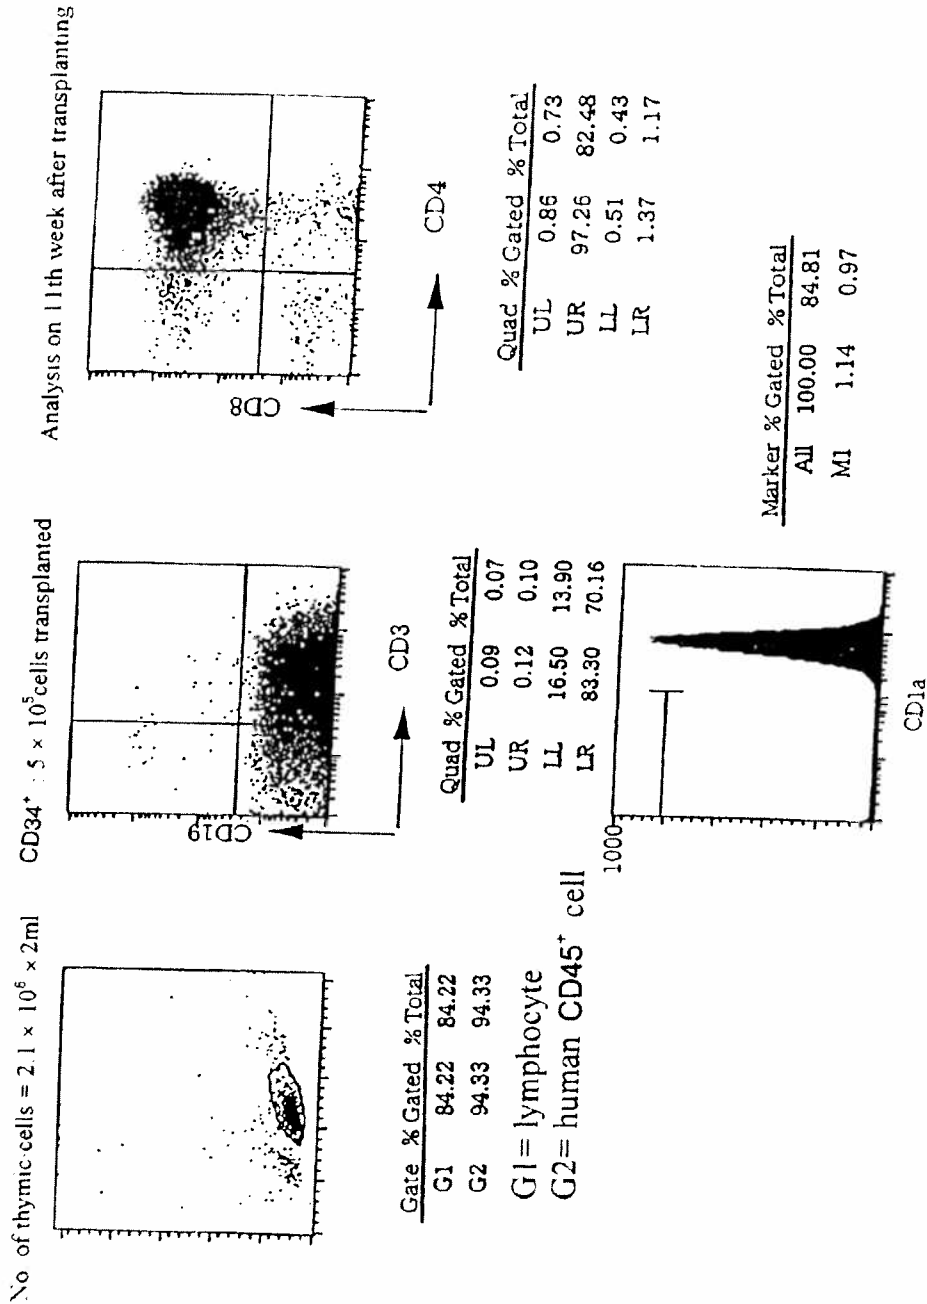 No of thymic cells = 2.1 × 10⁶ × 2ml
CD34⁺ : 5 × 10⁵cells transplanted
Analysis on 11th week after transplanting
Gate % Gated % Total
G1 84.22 84.22
G2 94.33 94.33
G1= lymphocyte
G2= human CD45⁺ cell
CD19
CD3
Quad % Gated % Total
UL 0.09 0.07
UR 0.12 0.10
LL 16.50 13.90
LR 83.30 70.16
CD8
CD4
Quad % Gated % Total
UL 0.86 0.73
UR 97.26 82.48
LL 0.51 0.43
LR 1.37 1.17
1000
CD1a
Marker % Gated % Total
All 100.00 84.81
M1 1.14 0.97